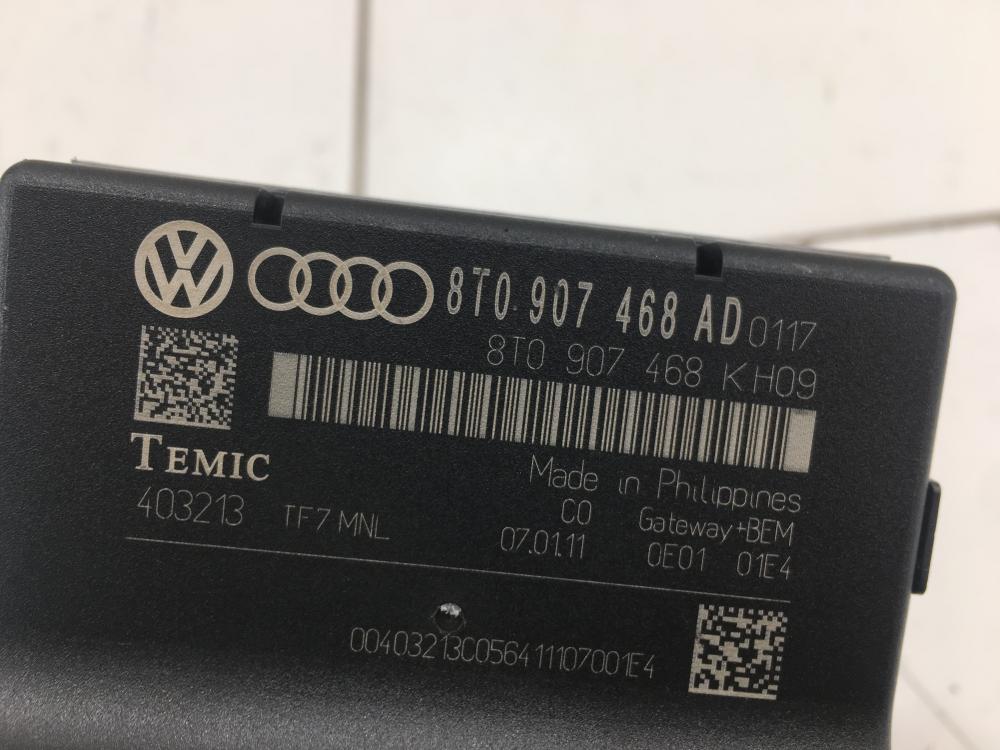 8T0 907 468 AD 0117
8T0 907 468 K H09
TEMIC
Made in Philippines
403213 TF7 MNL
C0 Gateway+BEM
07.01.11 0E01 01E4
00403213C056411107001E4